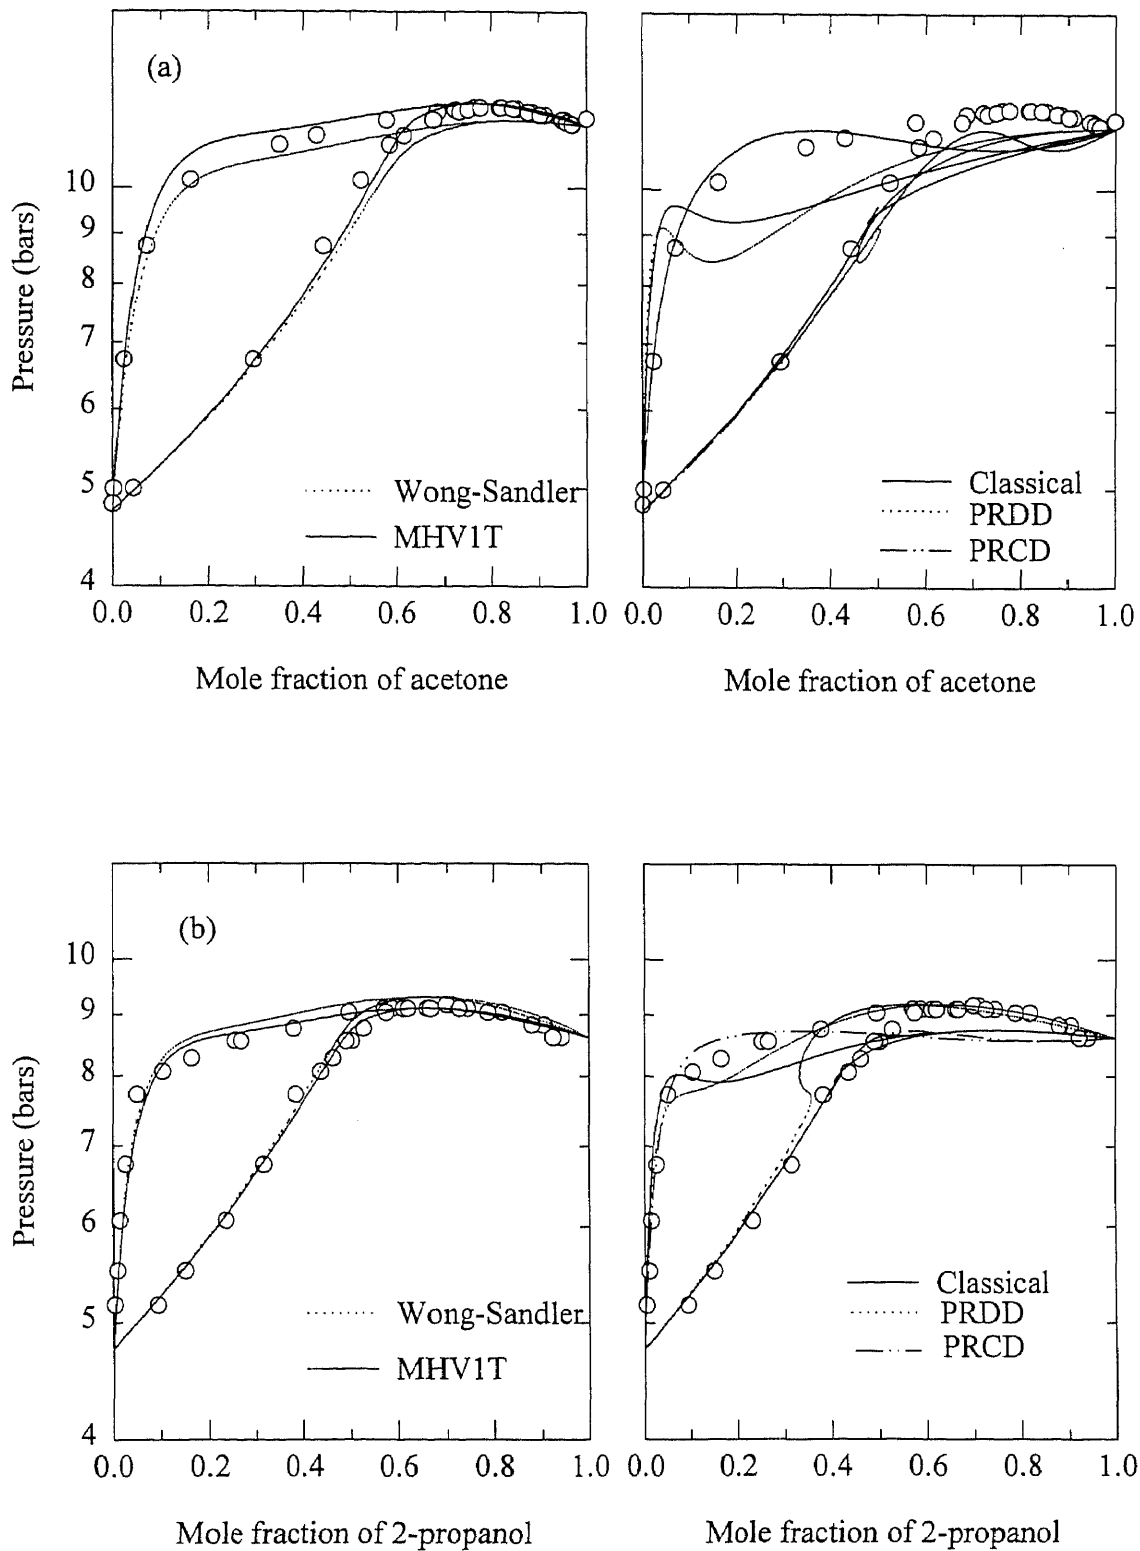 (a)
10
9
8
7
6
5
4
Pressure (bars)
Wong-Sandler
MHV1T
0.0 0.2 0.4 0.6 0.8 1.0
Mole fraction of acetone
Classical
PRDD
PRCD
0.0 0.2 0.4 0.6 0.8 1.0
Mole fraction of acetone
(b)
10
9
8
7
6
5
4
Pressure (bars)
Wong-Sandler
MHV1T
0.0 0.2 0.4 0.6 0.8 1.0
Mole fraction of 2-propanol
Classical
PRDD
PRCD
0.0 0.2 0.4 0.6 0.8 1.0
Mole fraction of 2-propanol